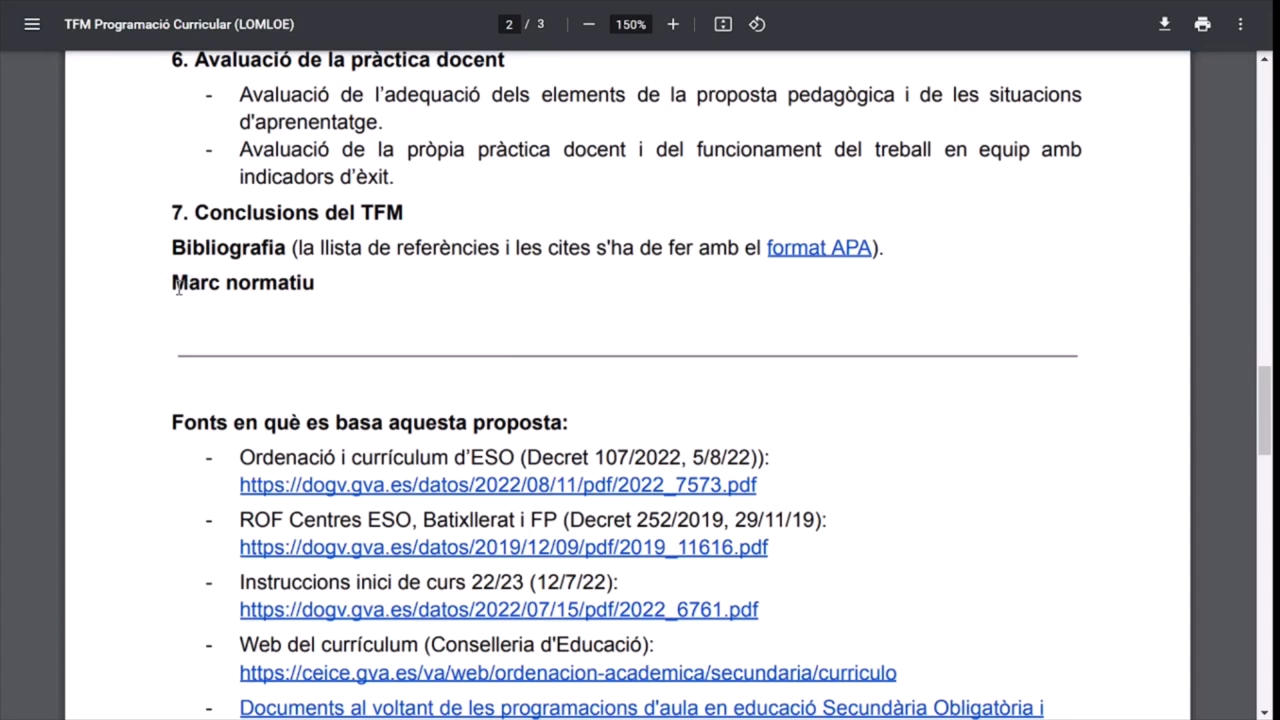 TFM Programació Curricular (LOMLOE)
2 / 3
150%
6. Avaluació de la pràctica docent
- Avaluació de l’adequació dels elements de la proposta pedagògica i de les situacions
d'aprenentatge.
- Avaluació de la pròpia pràctica docent i del funcionament del treball en equip amb
indicadors d’èxit.
7. Conclusions del TFM
Bibliografia (la llista de referències i les cites s'ha de fer amb el format APA).
Marc normatiu
Fonts en què es basa aquesta proposta:
- Ordenació i currículum d’ESO (Decret 107/2022, 5/8/22)):
https://dogv.gva.es/datos/2022/08/11/pdf/2022_7573.pdf
- ROF Centres ESO, Batixllerat i FP (Decret 252/2019, 29/11/19):
https://dogv.gva.es/datos/2019/12/09/pdf/2019_11616.pdf
- Instruccions inici de curs 22/23 (12/7/22):
https://dogv.gva.es/datos/2022/07/15/pdf/2022_6761.pdf
- Web del currículum (Conselleria d'Educació):
https://ceice.gva.es/va/web/ordenacion-academica/secundaria/curriculo
- Documents al voltant de les programacions d'aula en educació Secundària Obligatòria i